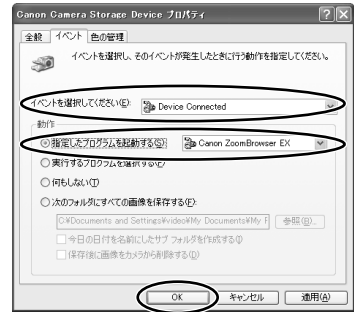 Canon Camera Storage Device プロパティ
全般 イベント 色の管理
イベントを選択し、そのイベントが発生したときに行う動作を指定してください。
イベントを選択してください(E): Device Connected
動作
指定したプログラムを起動する(S): Canon ZoomBrowser EX
実行するプログラムを選択する(P)
何もしない(T)
次のフォルダにすべての画像を保存する(F):
C:¥Documents and Settings¥video¥My Documents¥My F 参照(B)...
今日の日付を名前にしたサブ フォルダを作成する(I)
保存後に画像をカメラから削除する(D)
OK キャンセル 適用(A)